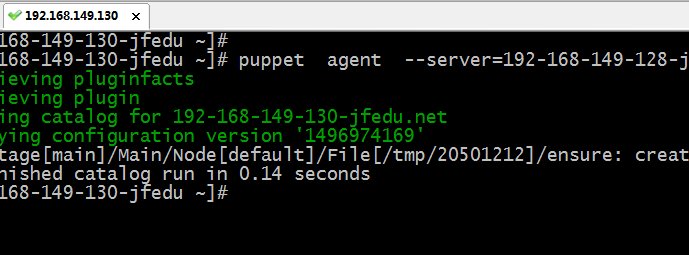 192.168.149.130
168-149-130-jfedu ~]#
168-149-130-jfedu ~]# puppet agent --server=192-168-149-128-j
ieving pluginfacts
ieving plugin
ing catalog for 192-168-149-130-jfedu.net
ying configuration version '1496974169'
tage[main]/Main/Node[default]/File[/tmp/20501212]/ensure: creat
nished catalog run in 0.14 seconds
168-149-130-jfedu ~]#